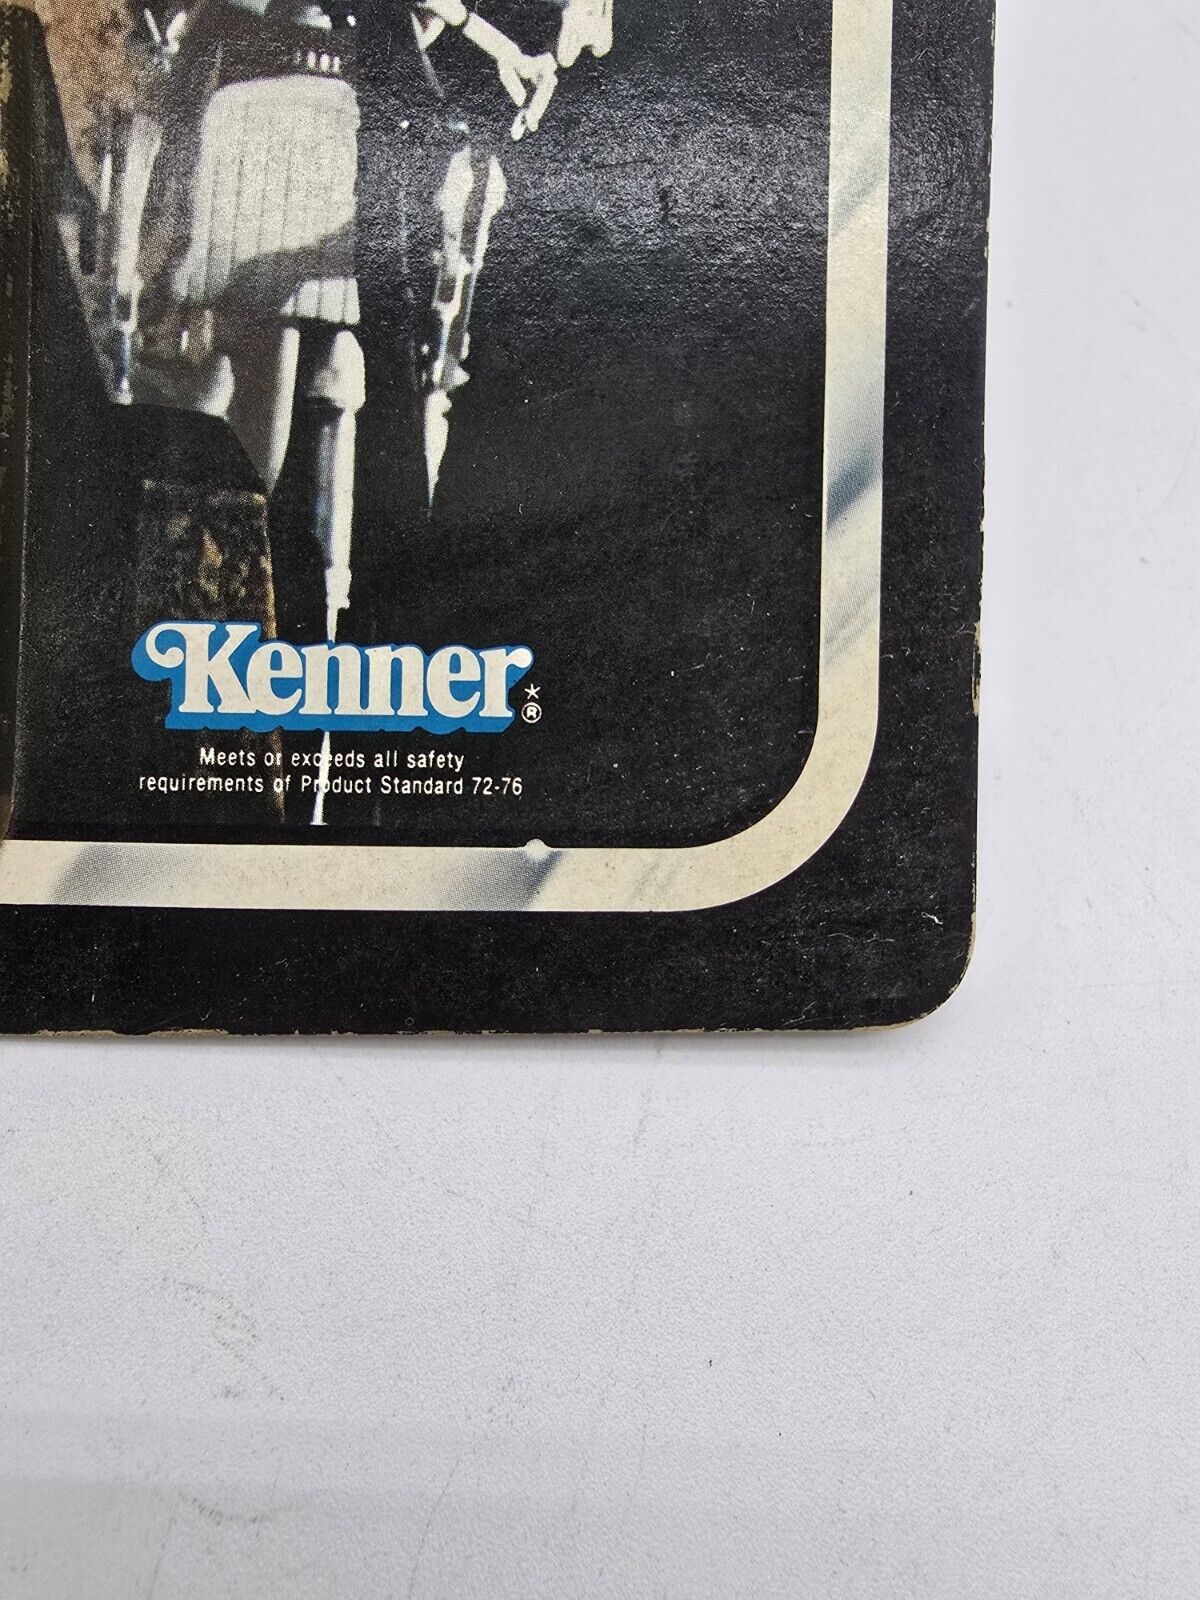 Kenner*®
Meets or exceeds all safety
requirements of Product Standard 72-76